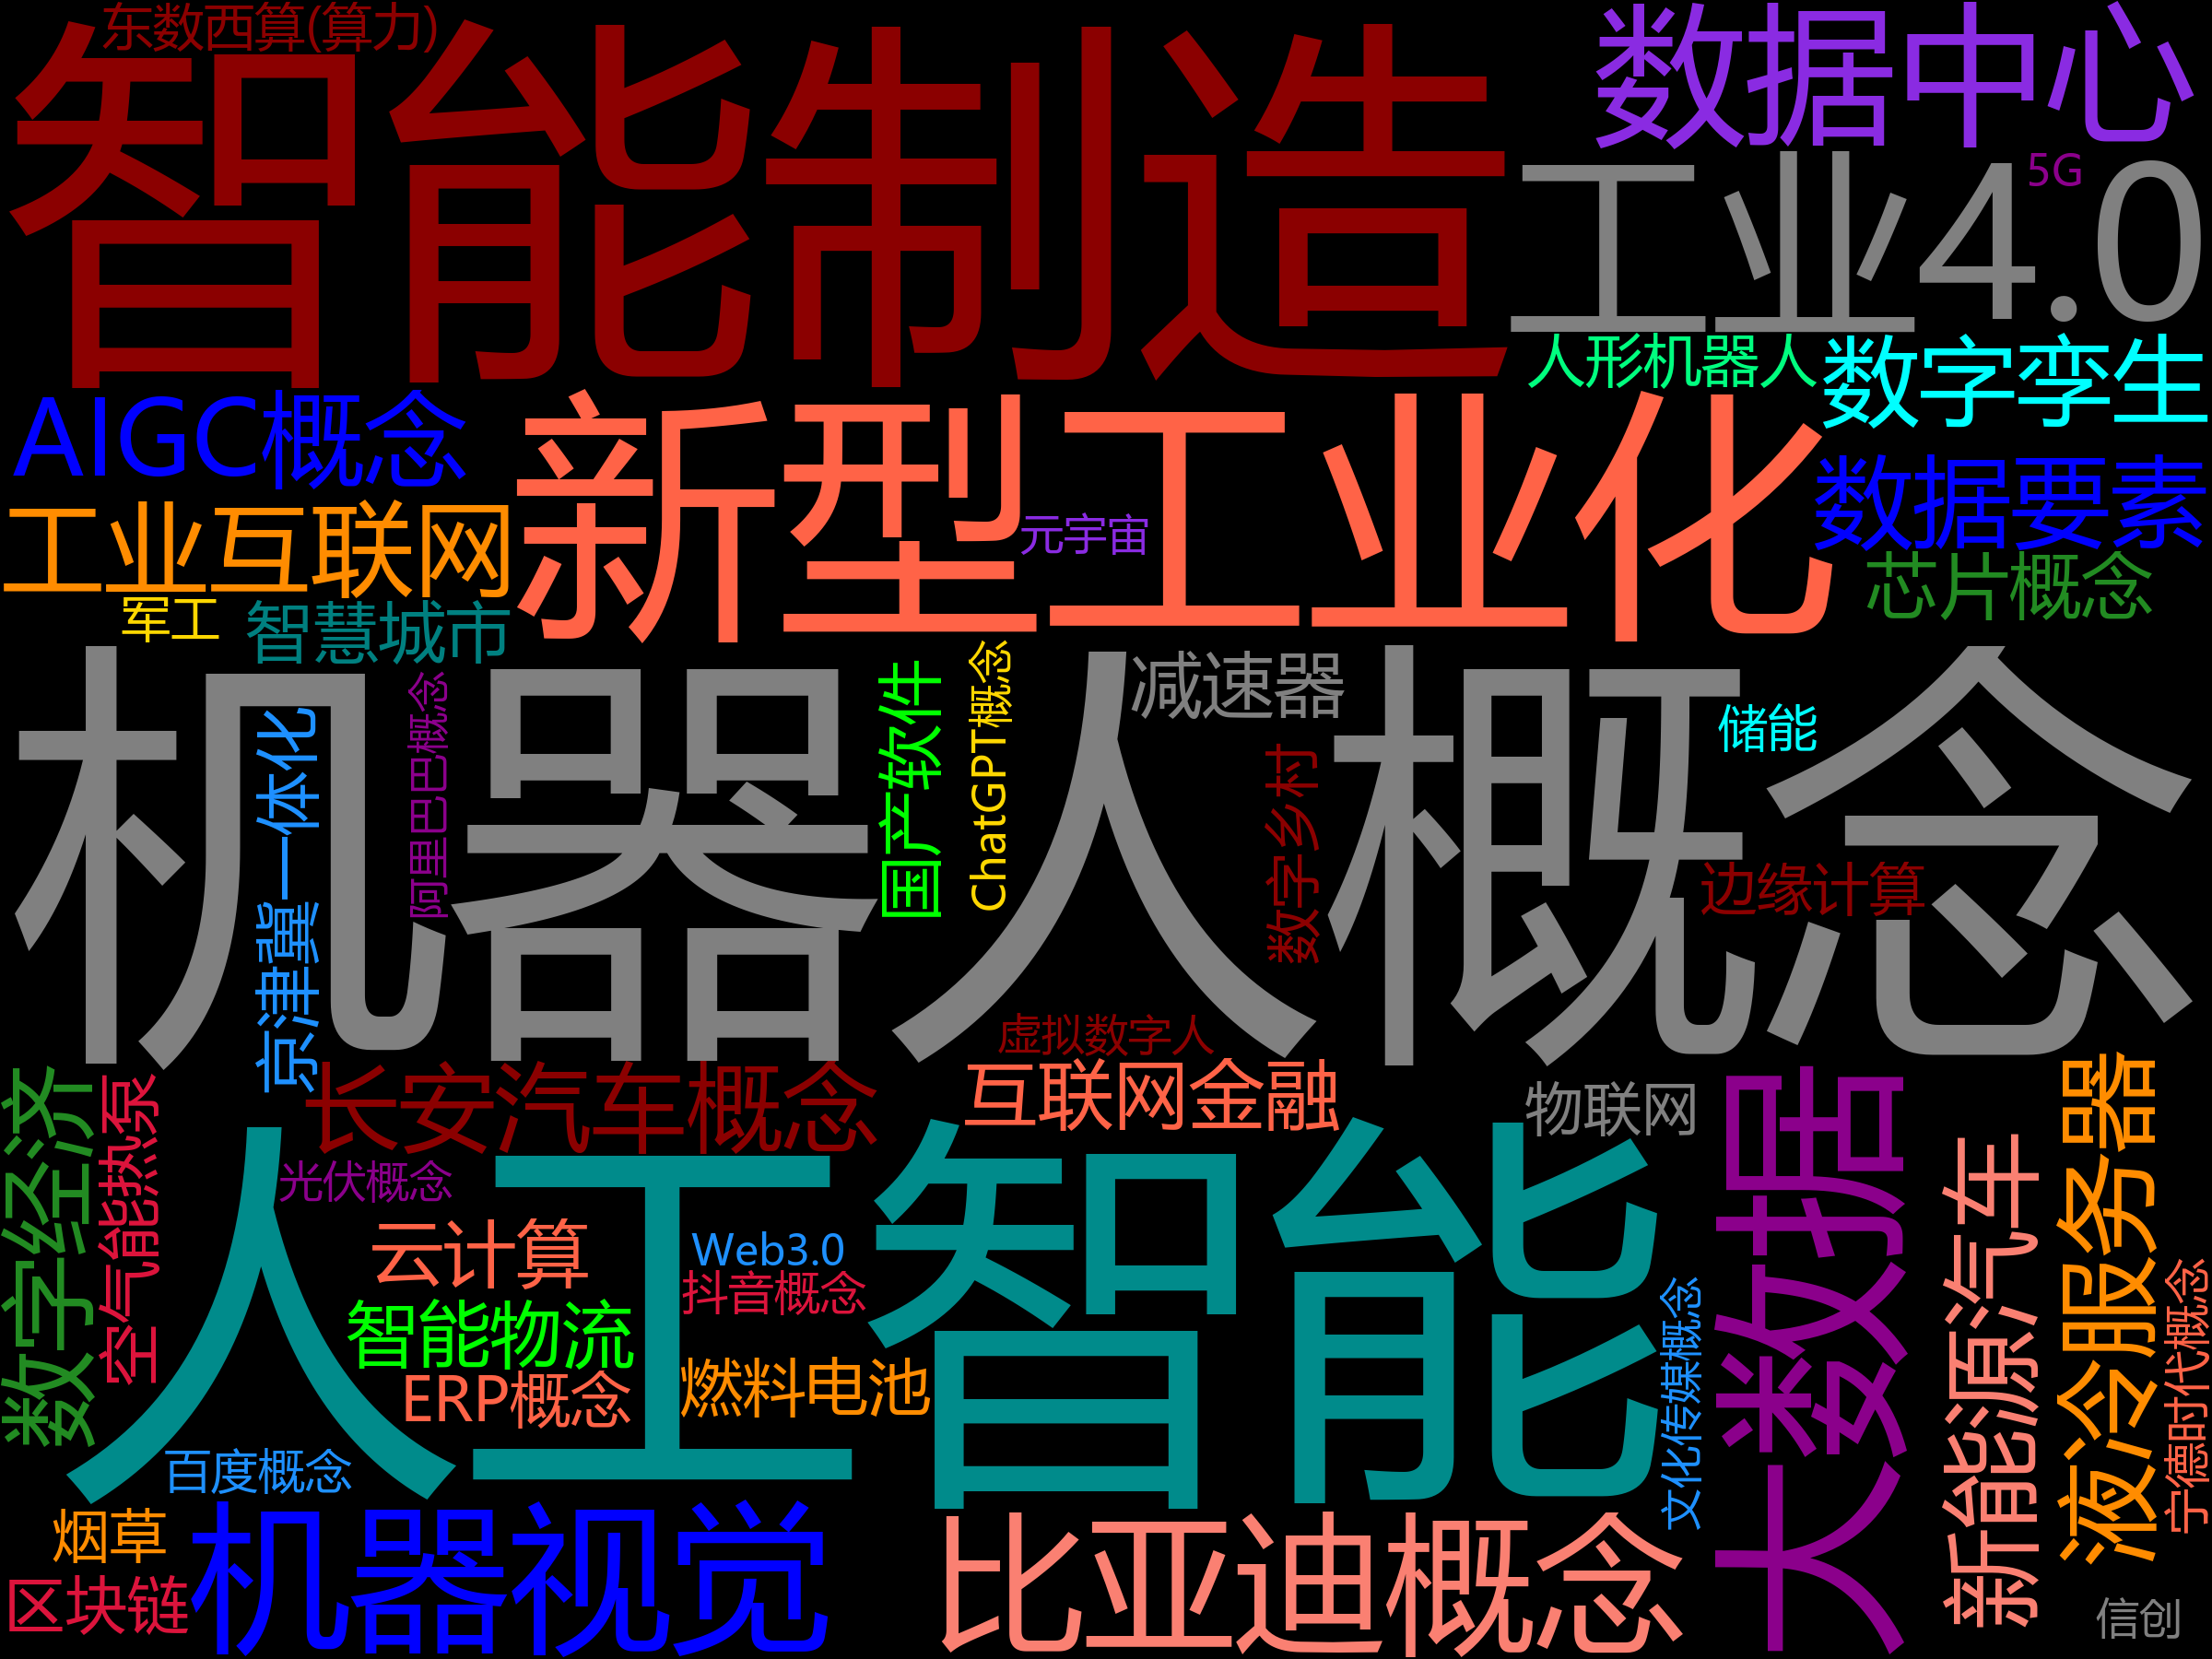 东数西算(算力)
智能制造
数据中心
工业4.0
5G
人形机器人
数字孪生
AIGC概念
新型工业化
数据要素
工业互联网
元宇宙
芯片概念
军工
智慧城市
机器人概念
减速器
储能
国产软件
ChatGPT概念
阿里巴巴概念
京津冀一体化
数字乡村
边缘计算
虚拟数字人
长安汽车概念
互联网金融
物联网
大数据
液冷服务器
数字经济
空气能热泵
人工智能
光伏概念
云计算
Web3.0
抖音概念
智能物流
燃料电池
ERP概念
新能源汽车
文化传媒概念
宁德时代概念
百度概念
烟草
机器视觉
比亚迪概念
区块链
信创